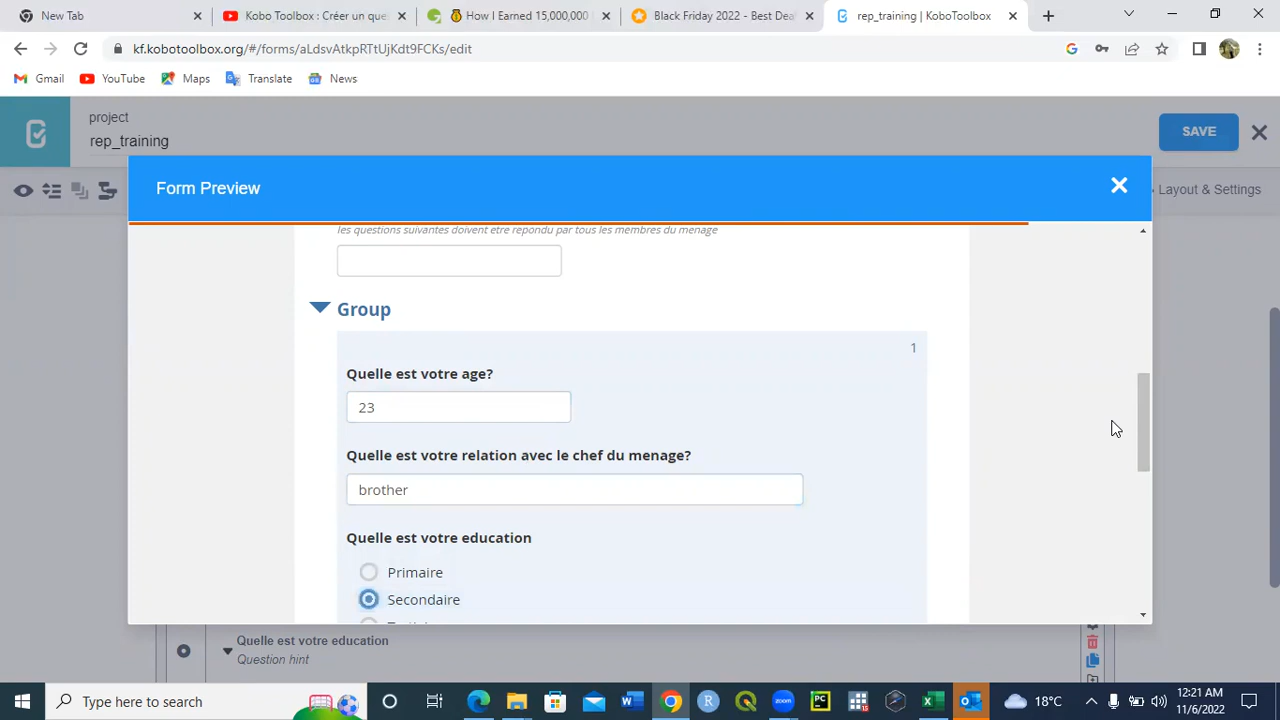 New Tab
Kobo Toolbox : Créer un que
How I Earned 15,000,000
Black Friday 2022 - Best Deal
rep_training | KoboToolbox
kf.kobotoolbox.org/#/forms/aLdsvAtkpRTtUjKdt9FCKs/edit
Gmail
YouTube
Maps
Translate
News
project
rep_training
SAVE
Layout & Settings
Form Preview
les questions suivantes doivent etre repondu par tous les membres du menage
Group
1
Quelle est votre age?
23
Quelle est votre relation avec le chef du menage?
brother
Quelle est votre education
Primaire
Secondaire
Quelle est votre education
Question hint
Type here to search
18°C
12:21 AM
11/6/2022